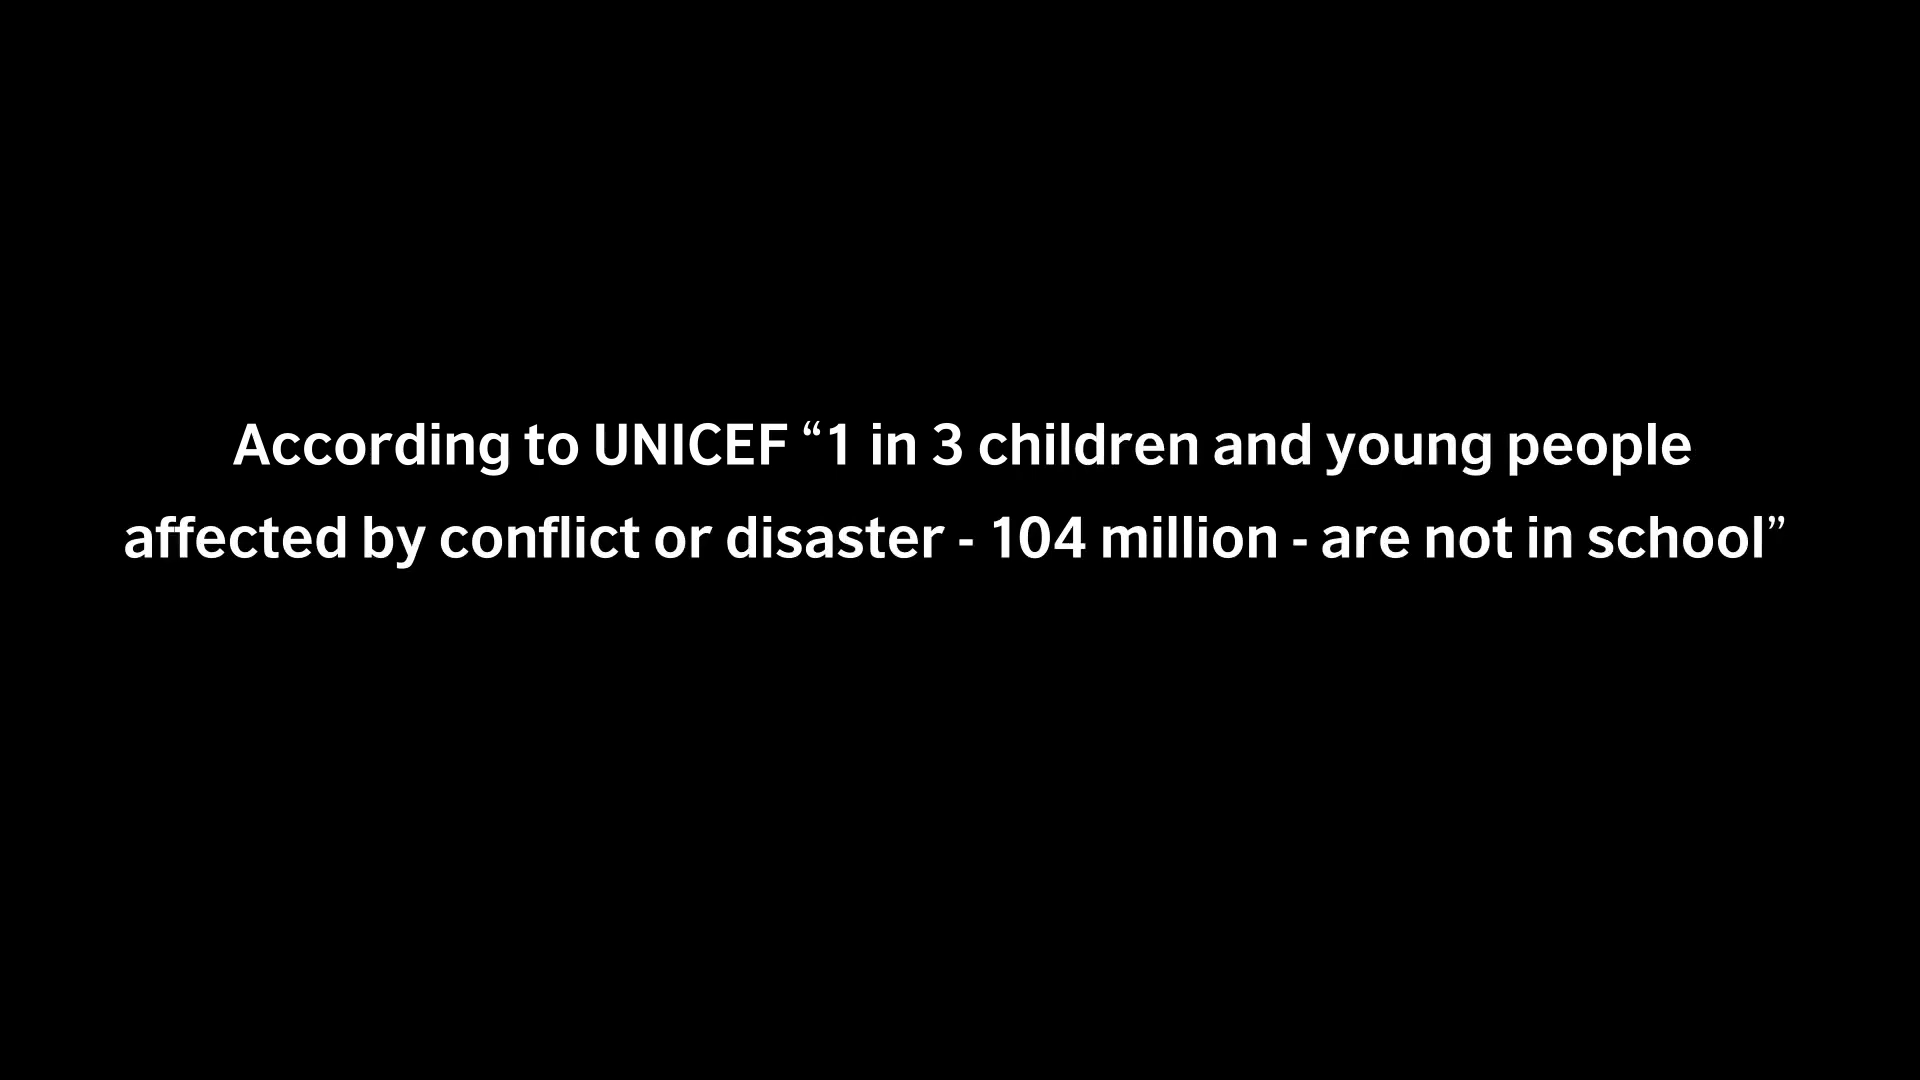 According to UNICEF “1 in 3 children and young people
affected by conflict or disaster - 104 million - are not in school”